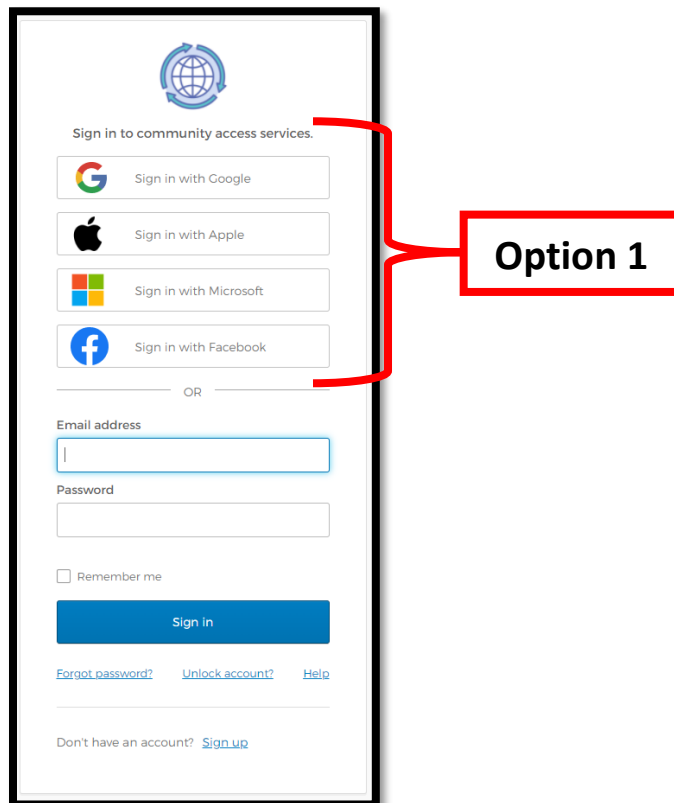 Sign in to community access services.
Sign in with Google
Sign in with Apple
Option 1
Sign in with Microsoft
Sign in with Facebook
OR
Email address
Password
Remember me
Sign in
Forgot password? Unlock account? Help
Don't have an account? Sign up